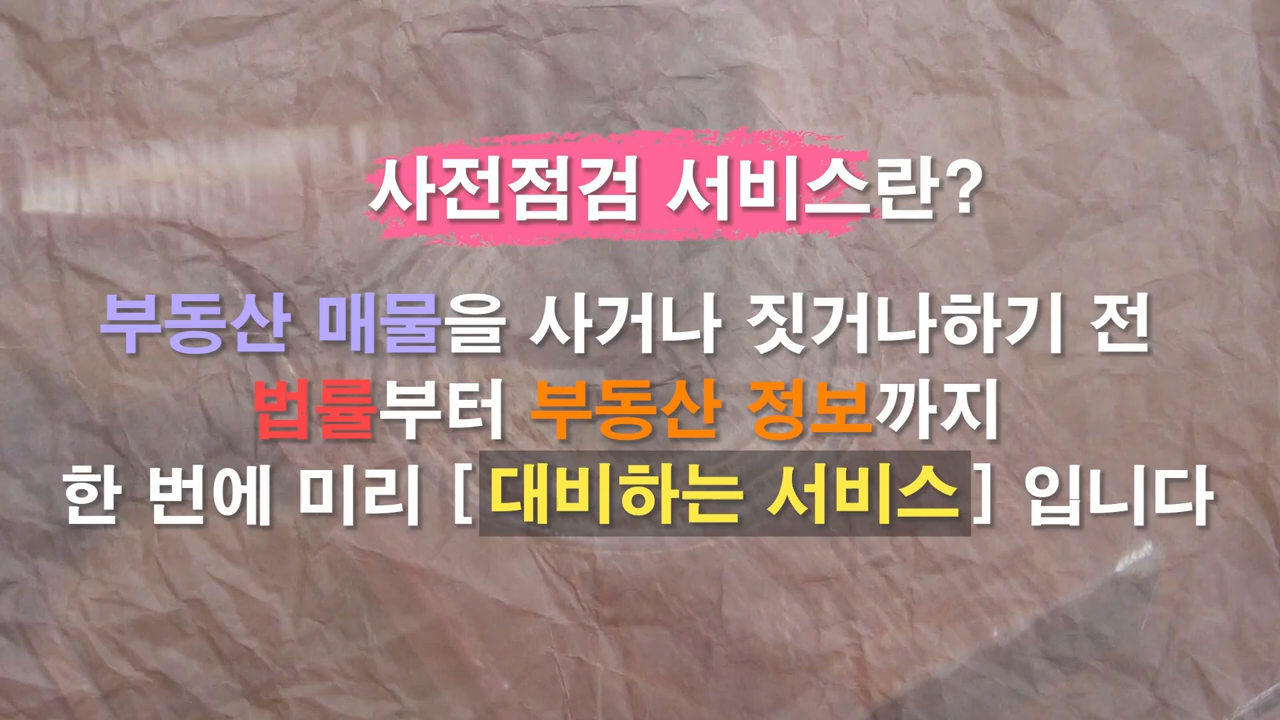 사전점검 서비스란?
부동산 매물을 사거나 짓거나하기 전
법률부터 부동산 정보까지
한 번에 미리 [대비하는 서비스] 입니다